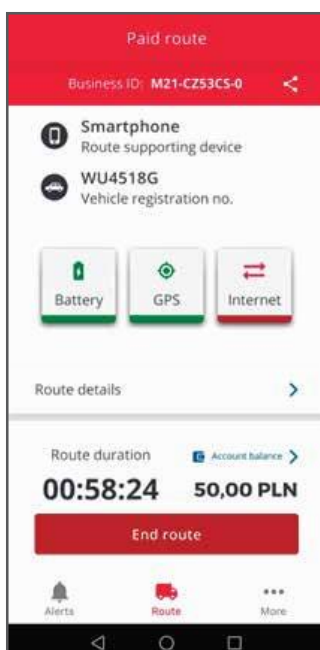 Paid route
Business ID: M21-CZ53CS-0
Smartphone
Route supporting device
WU4518G
Vehicle registration no.
Battery GPS Internet
Route details
Route duration Account balance
00:58:24 50,00 PLN
End route
Alerts Route More